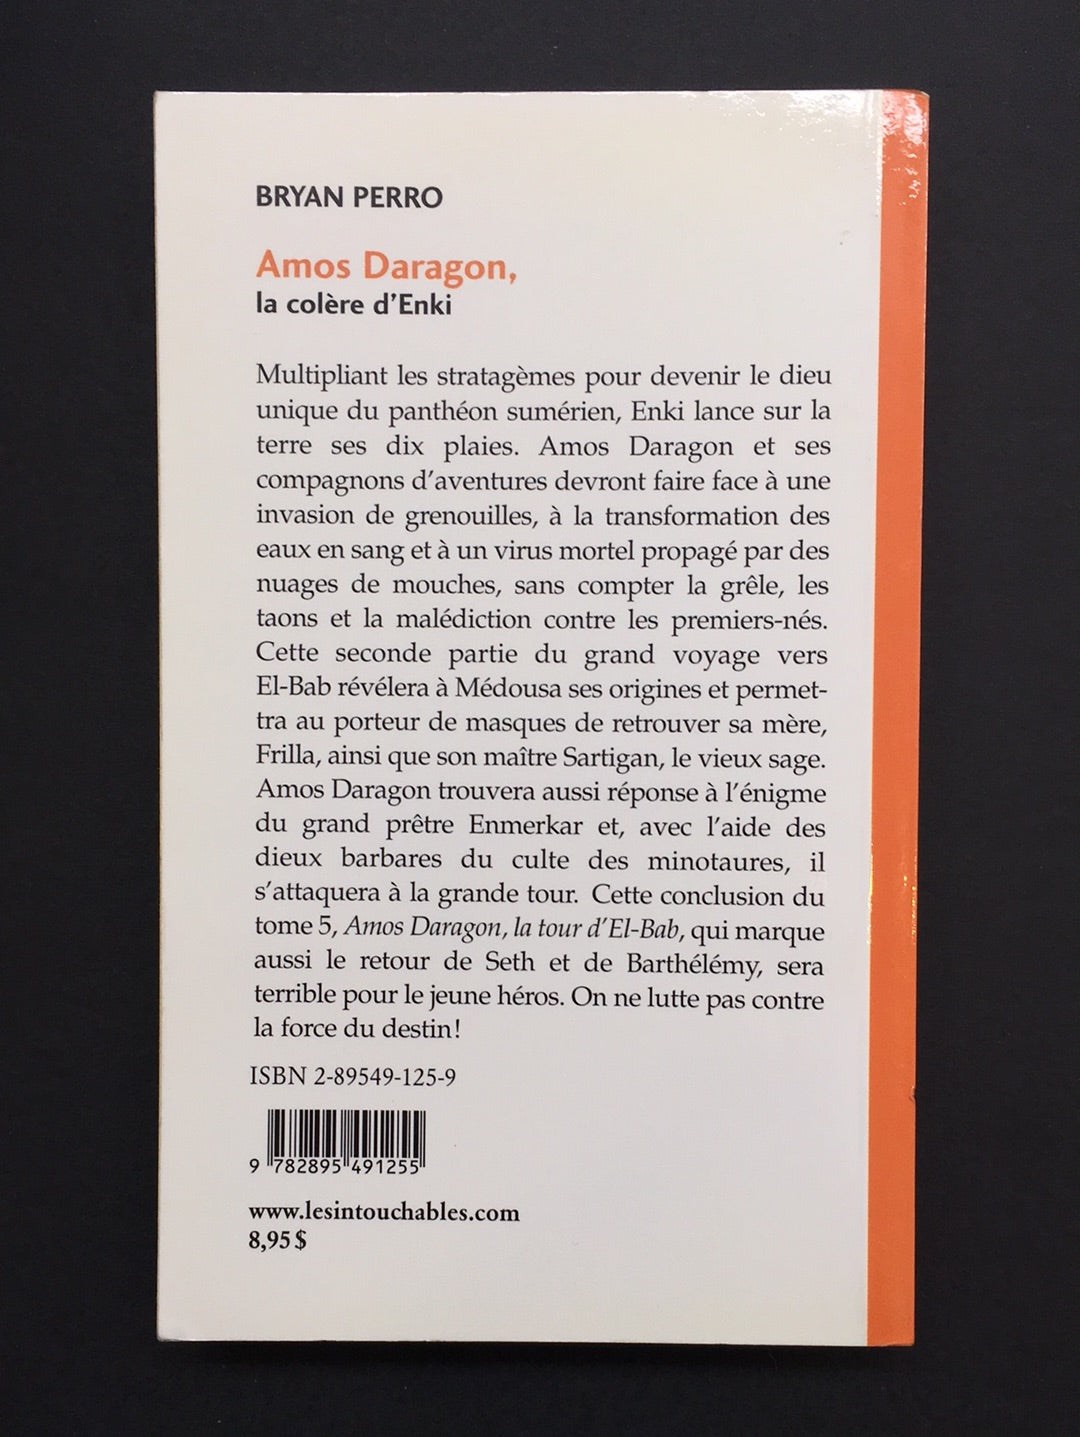 BRYAN PERRO
Amos Daragon,
la colère d'Enki
Multipliant les stratagèmes pour devenir le dieu
unique du panthéon sumérien, Enki lance sur la
terre ses dix plaies. Amos Daragon et ses
compagnons d'aventures devront faire face à une
invasion de grenouilles, à la transformation des
eaux en sang et à un virus mortel propagé par des
nuages de mouches, sans compter la grêle, les
taons et la malédiction contre les premiers-nés.
Cette seconde partie du grand voyage vers
El-Bab révélera à Médousa ses origines et permet-
tra au porteur de masques de retrouver sa mère,
Frilla, ainsi que son maître Sartigan, le vieux sage.
Amos Daragon trouvera aussi réponse à l'énigme
du grand prêtre Enmerkar et, avec l'aide des
dieux barbares du culte des minotaures, il
s'attaquera à la grande tour. Cette conclusion du
tome 5, Amos Daragon, la tour d'El-Bab, qui marque
aussi le retour de Seth et de Barthélémy, sera
terrible pour le jeune héros. On ne lutte pas contre
la force du destin!
ISBN 2-89549-125-9
9 782895 491255
www.lesintouchables.com
8,95 $